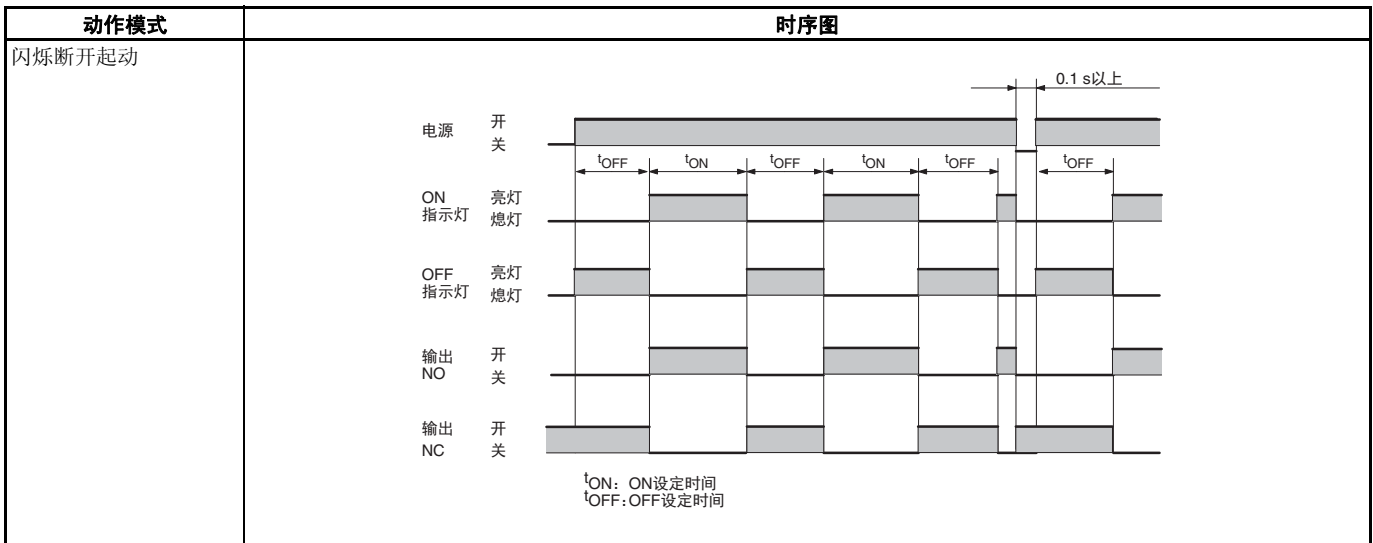 动作模式 时序图
闪烁断开起动
0.1 s以上
电源 开
关
tOFF tON tOFF tON tOFF tOFF
ON 亮灯
指示灯 熄灯
OFF 亮灯
指示灯 熄灯
输出 开
NO 关
输出 开
NC 关
tON：ON设定时间
tOFF：OFF设定时间